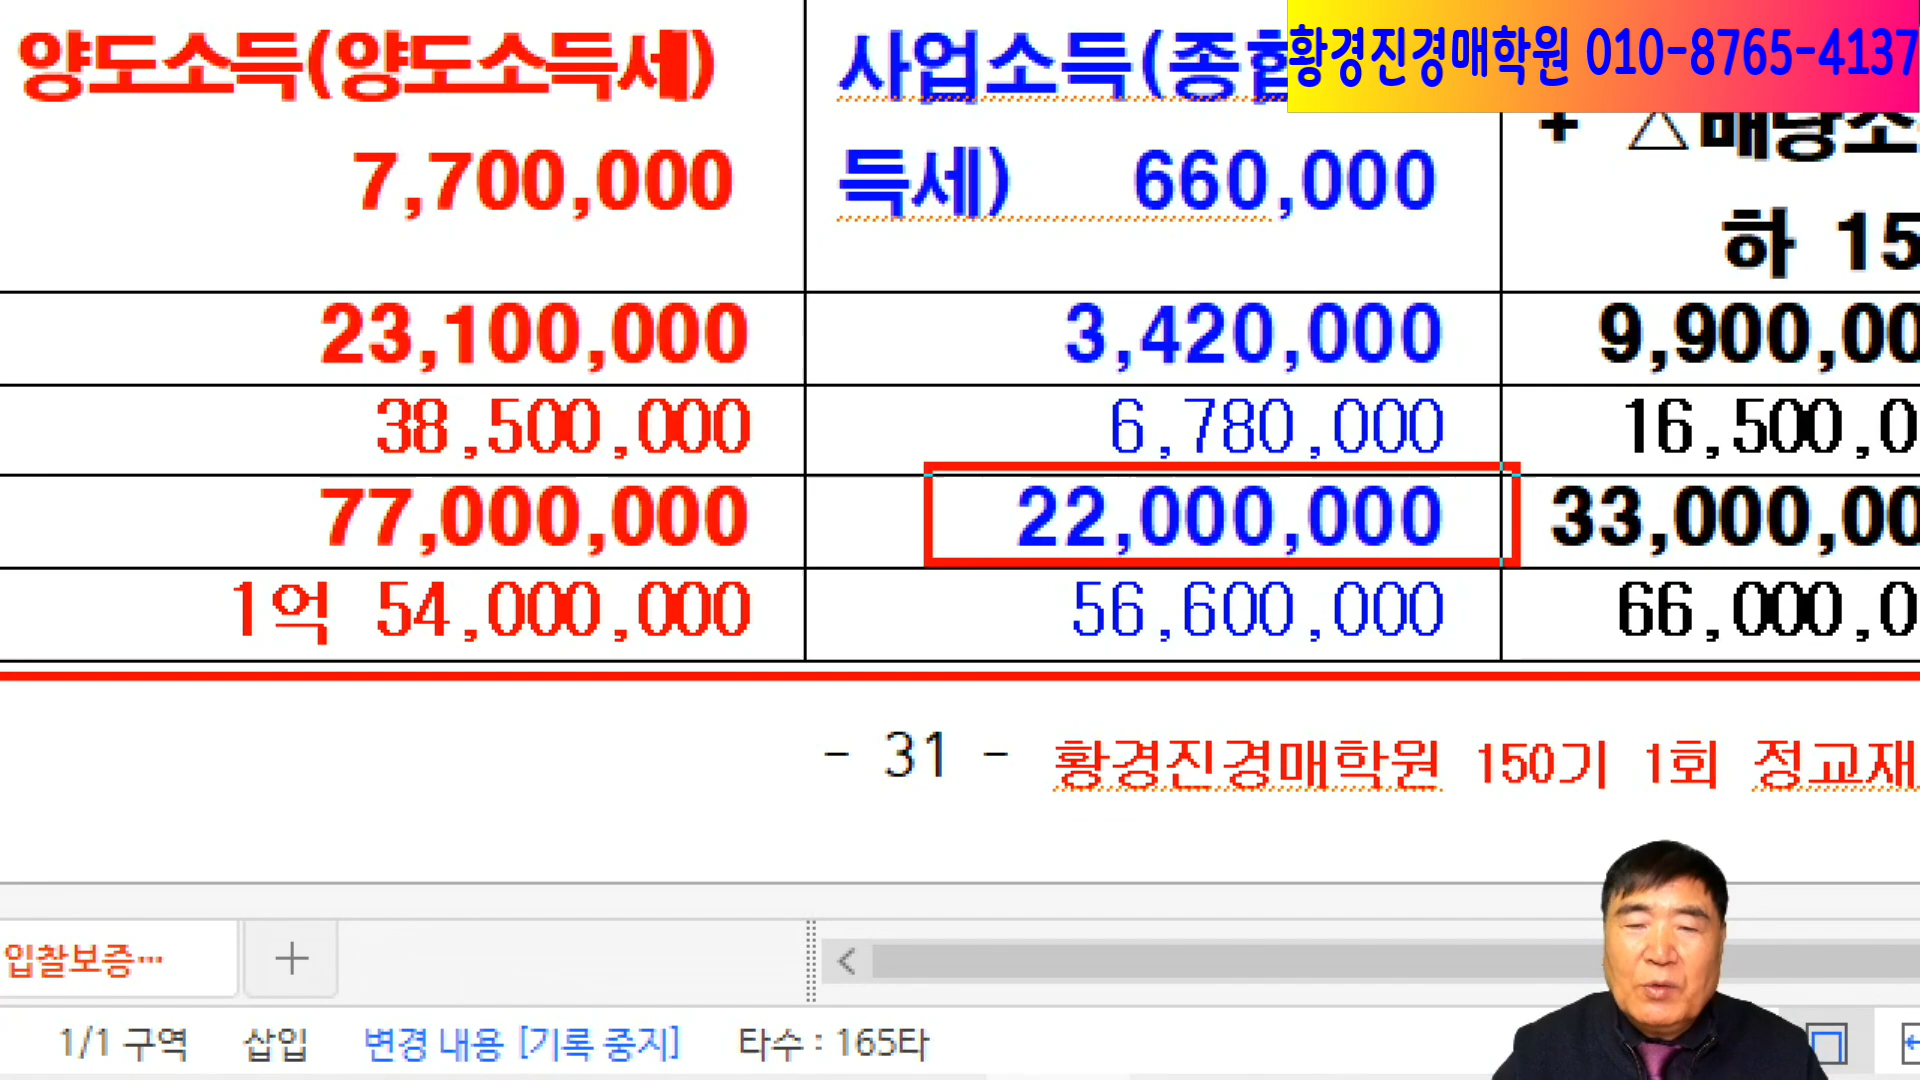 양도소득(양도소득세)
7,700,000
사업소득(종합
득세) 660,000
황경진경매학원 010-8765-4137
+ △배당소
하 15
23,100,000 3,420,000 9,900,00
38,500,000 6,780,000 16,500,0
77,000,000 22,000,000 33,000,00
1억 54,000,000 56,600,000 66,000,0
- 31 - 황경진경매학원 150기 1회 정교재
입찰보증…
1/1 구역 삽입 변경 내용 [기록 중지] 타수 : 165타